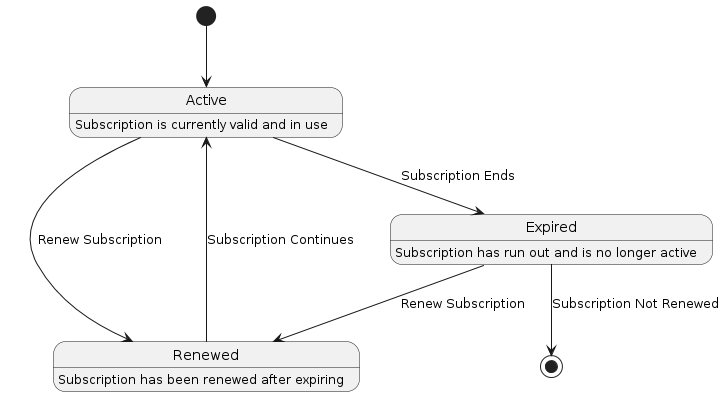 Active
Subscription is currently valid and in use
Subscription Ends
Renew Subscription
Subscription Continues
Expired
Subscription has run out and is no longer active
Renew Subscription
Subscription Not Renewed
Renewed
Subscription has been renewed after expiring